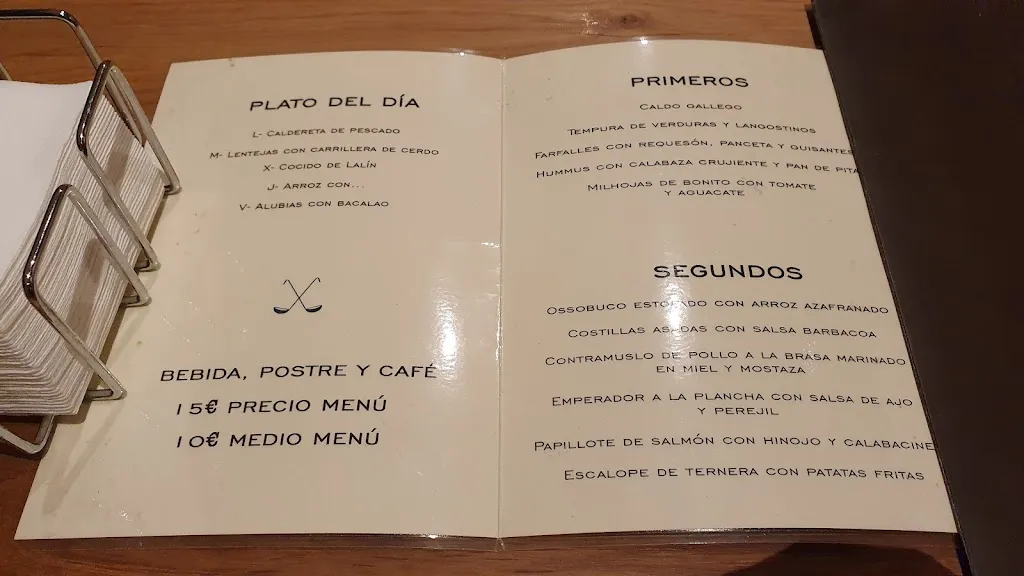 PLATO DEL DÍA
L- CALDERETA DE PESCADO
M- LENTEJAS CON CARRILLERA DE CERDO
X- COCIDO DE LALÍN
J- ARROZ CON...
V- ALUBIAS CON BACALAO
BEBIDA, POSTRE Y CAFÉ
15€ PRECIO MENÚ
10€ MEDIO MENÚ
PRIMEROS
CALDO GALLEGO
TEMPURA DE VERDURAS Y LANGOSTINOS
FARFALLES CON REQUESÓN, PANCETA Y GUISANTES
HUMMUS CON CALABAZA CRUJIENTE Y PAN DE PITA
MILHOJAS DE BONITO CON TOMATE
Y AGUACATE
SEGUNDOS
OSSOBUCO ESTOFADO CON ARROZ AZAFRANADO
COSTILLAS ASADAS CON SALSA BARBACOA
CONTRAMUSLO DE POLLO A LA BRASA MARINADO
EN MIEL Y MOSTAZA
EMPERADOR A LA PLANCHA CON SALSA DE AJO
Y PEREJIL
PAPILLOTE DE SALMÓN CON HINOJO Y CALABACINE
ESCALOPE DE TERNERA CON PATATAS FRITAS